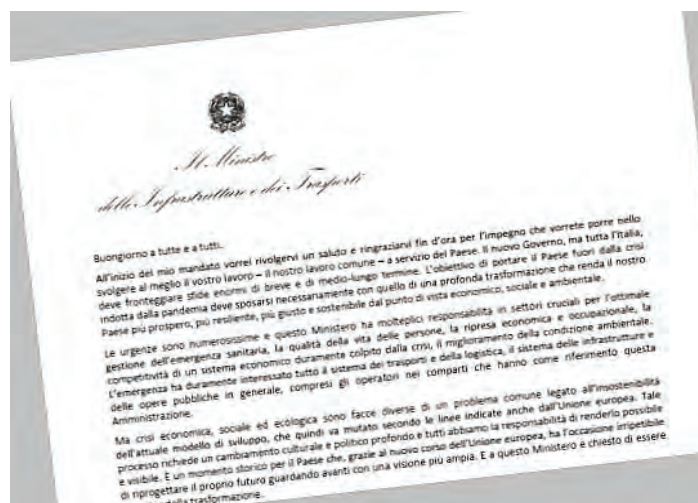 Il Ministro
delle Infrastrutture e dei Trasporti
Buongiorno a tutte e a tutti.
All'inizio del mio mandato vorrei rivolgervi un saluto e ringraziarvi fin d'ora per l'impegno che vorrete porre nello
svolgere al meglio il vostro lavoro – il nostro lavoro comune – a servizio del Paese. Il nuovo Governo, ma tutta l'Italia,
deve fronteggiare sfide enormi di breve e di medio-lungo termine. L'obiettivo di portare il Paese fuori dalla crisi
indotta dalla pandemia deve sposarsi necessariamente con quello di una profonda trasformazione che renda il nostro
Paese più prospero, più resiliente, più giusto e sostenibile dal punto di vista economico, sociale e ambientale.
Le urgenze sono numerosissime e questo Ministero ha molteplici responsabilità in settori cruciali per l'ottimale
gestione dell'emergenza sanitaria, la qualità della vita delle persone, la ripresa economica e occupazionale, la
competitività di un sistema economico duramente colpito dalla crisi, il miglioramento della condizione ambientale.
L'emergenza ha duramente interessato tutto il sistema dei trasporti e della logistica, il sistema delle infrastrutture e
delle opere pubbliche in generale, compresi gli operatori nei comparti che hanno come riferimento questa
Amministrazione.
Ma crisi economica, sociale ed ecologica sono facce diverse di un problema comune legato all'insostenibilità
dell'attuale modello di sviluppo, che quindi va mutato secondo le linee indicate anche dall'Unione europea. Tale
processo richiede un cambiamento culturale e politico profondo e tutti abbiamo la responsabilità di renderlo possibile
e visibile. È un momento storico per il Paese che, grazie al nuovo corso dell'Unione europea, ha l'occasione irripetibile
di riprogettare il proprio futuro guardando avanti con una visione più ampia. E a questo Ministero è chiesto di essere
della trasformazione.